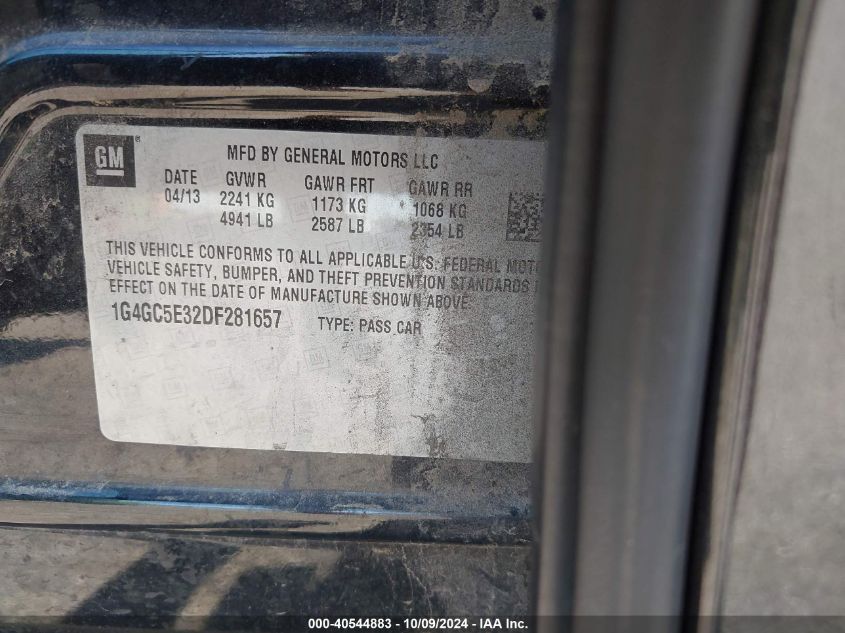 GM ®
MFD BY GENERAL MOTORS LLC
DATE GVWR GAWR FRT GAWR RR
04/13 2241 KG 1173 KG 1068 KG
4941 LB 2587 LB 2354 LB
THIS VEHICLE CONFORMS TO ALL APPLICABLE U.S. FEDERAL
VEHICLE SAFETY, BUMPER, AND THEFT PREVENTION STANDARDS
EFFECT ON THE DATE OF MANUFACTURE SHOWN ABOVE.
1G4GC5E32DF281657 TYPE: PASS CAR
000-40544883 - 10/09/2024 - IAA Inc.